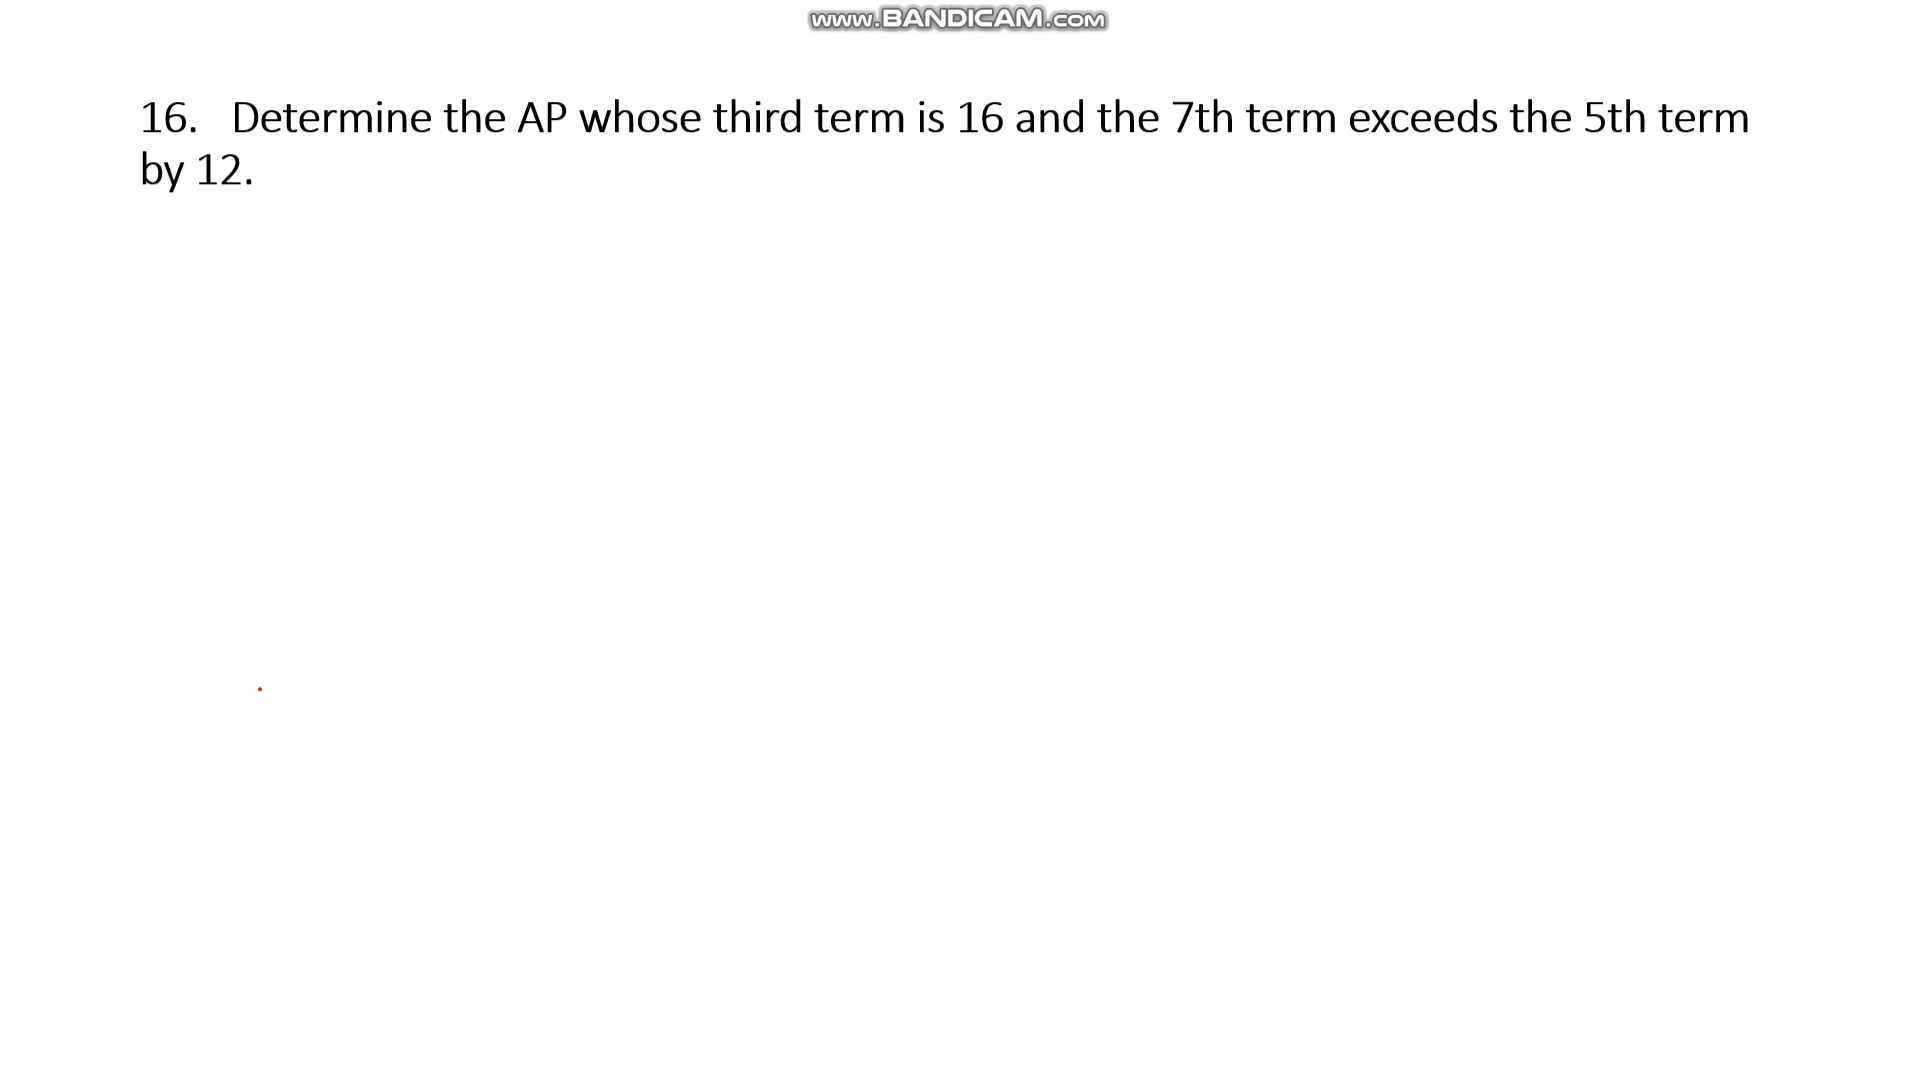 www.BANDICAM.com
16. Determine the AP whose third term is 16 and the 7th term exceeds the 5th term
by 12.